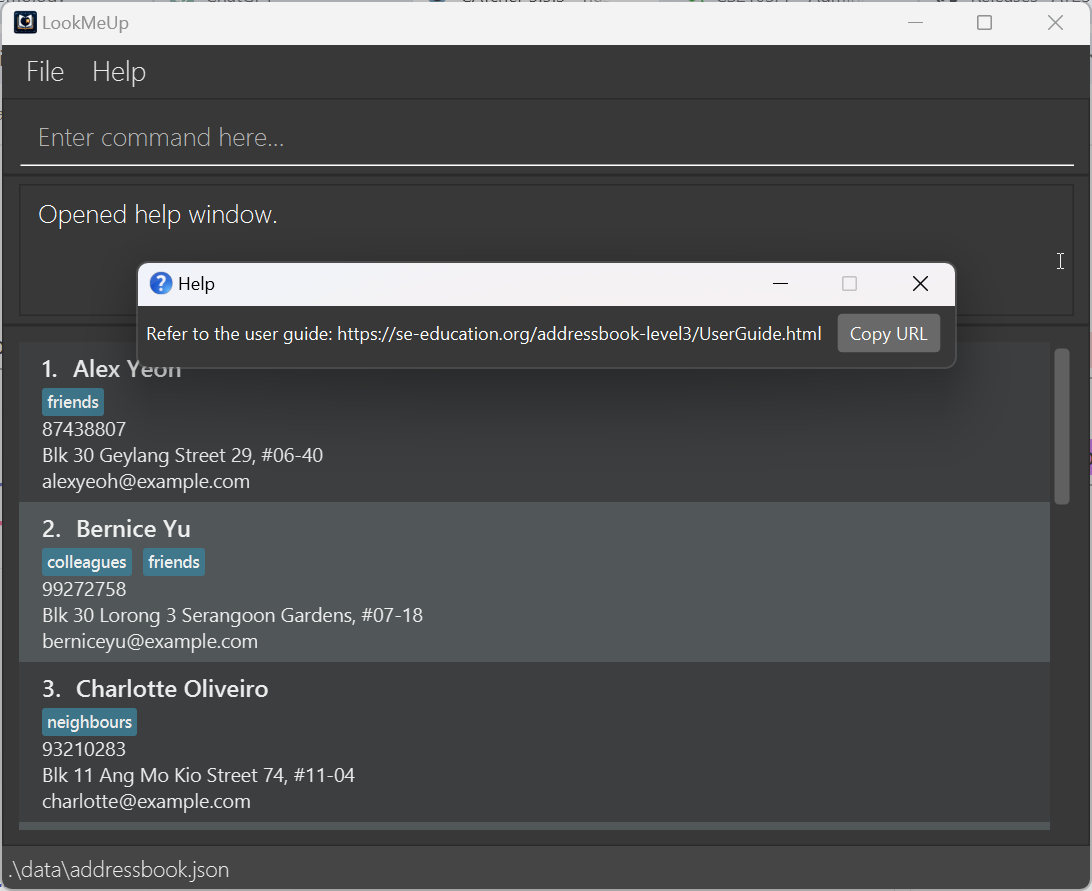 LookMeUp
File Help
Enter command here...
Opened help window.
Help
Refer to the user guide: https://se-education.org/addressbook-level3/UserGuide.html Copy URL
1. Alex Yeoh
friends
87438807
Blk 30 Geylang Street 29, #06-40
alexyeoh@example.com
2. Bernice Yu
colleagues friends
99272758
Blk 30 Lorong 3 Serangoon Gardens, #07-18
berniceyu@example.com
3. Charlotte Oliveiro
neighbours
93210283
Blk 11 Ang Mo Kio Street 74, #11-04
charlotte@example.com
.\data\addressbook.json